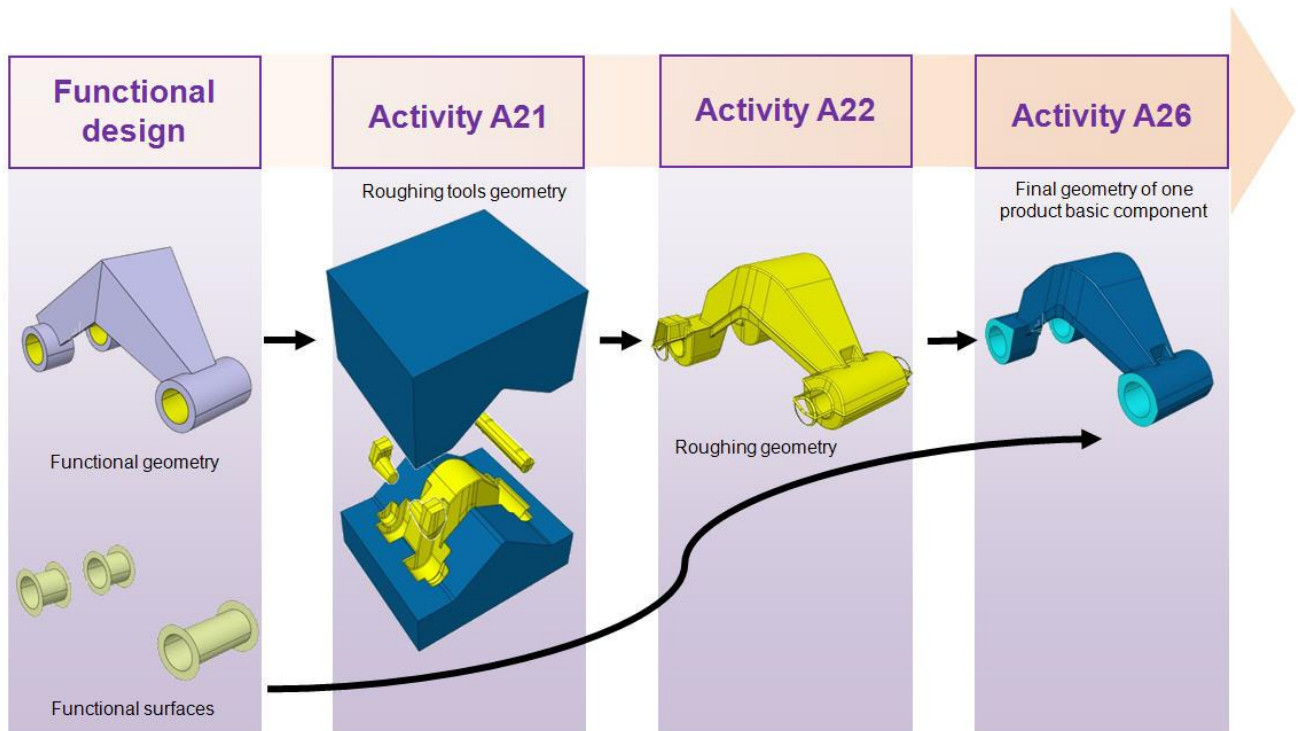 Functional
design
Activity A21
Activity A22
Activity A26
Roughing tools geometry
Final geometry of one
product basic component
Functional geometry
Roughing geometry
Functional surfaces